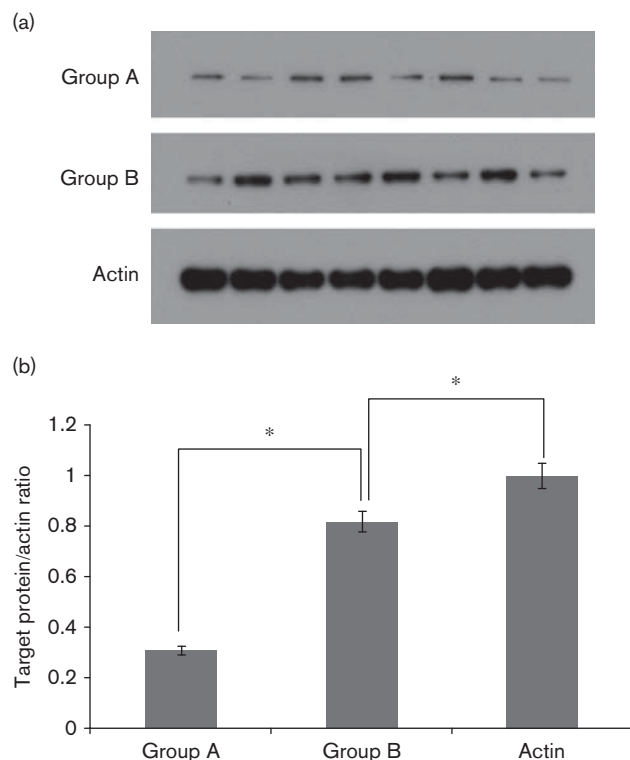 (a)
Group A
Group B
Actin
(b)
*
*
1.2
1
0.8
0.6
0.4
0.2
0
Target protein/actin ratio
Group A Group B Actin